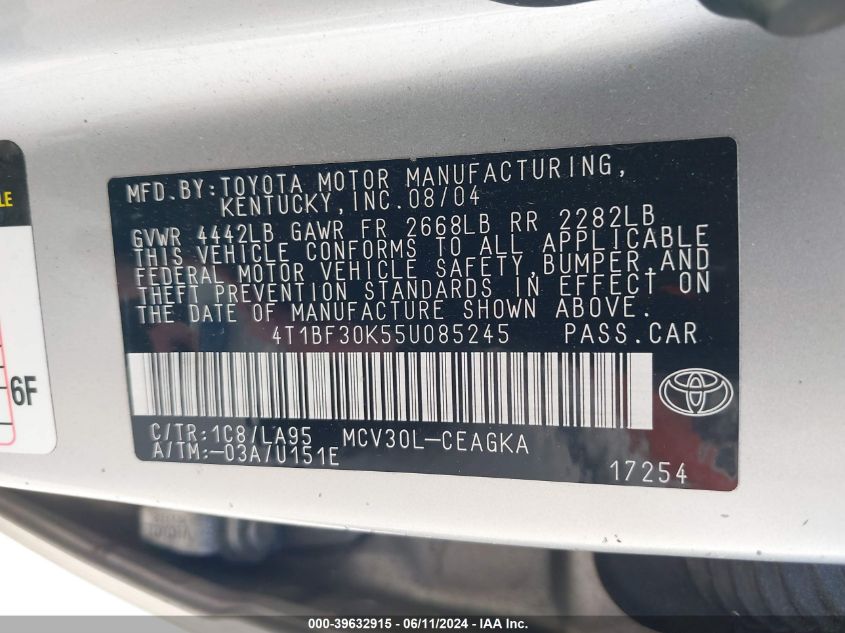 MFD.BY:TOYOTA MOTOR MANUFACTURING,
KENTUCKY,INC.08/04
GVWR 4442LB GAWR FR 2668LB RR 2282LB
THIS VEHICLE CONFORMS TO ALL APPLICABLE
FEDERAL MOTOR VEHICLE SAFETY,BUMPER,AND
THEFT PREVENTION STANDARDS IN EFFECT ON
THE DATE OF MANUFACTURE SHOWN ABOVE.
4T1BF30K55U085245 PASS.CAR
C/TR:1C8/LA95 MCV30L-CEAGKA
A/TM:-03A/U151E
17254
6F
000-39632915 - 06/11/2024 - IAA Inc.